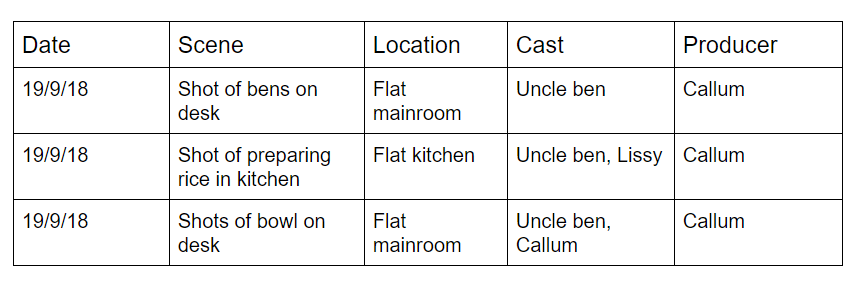 Date Scene Location Cast Producer
19/9/18 Shot of bens on desk Flat mainroom Uncle ben Callum
19/9/18 Shot of preparing rice in kitchen Flat kitchen Uncle ben, Lissy Callum
19/9/18 Shots of bowl on desk Flat mainroom Uncle ben, Callum Callum